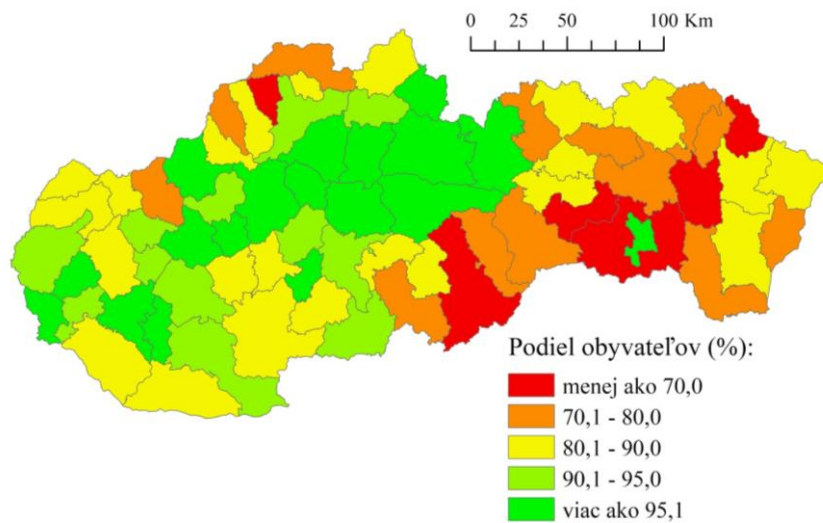 0 25 50 100 Km
Podiel obyvateľov (%):
menej ako 70,0
70,1 - 80,0
80,1 - 90,0
90,1 - 95,0
viac ako 95,1